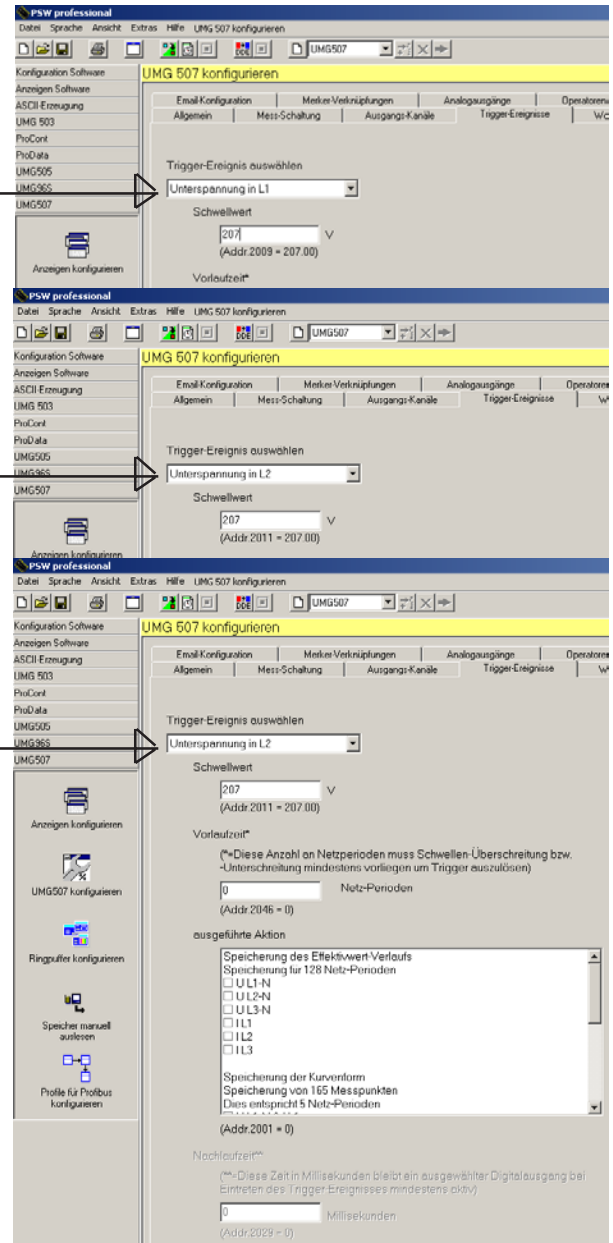 PSW professional
Datei Sprache Ansicht Extras Hilfe UMG 507 konfigurieren
DDE UMG507
Konfiguration Software
UMG 507 konfigurieren
Anzeigen Software
ASCII-Erzeugung
UMG 503
ProCont
ProData
UMG505
UMG96S
UMG507
Anzeigen konfigurieren
Email-Konfiguration Merker-Verknüpfungen Analogausgänge
Allgemein Mess-Schaltung Ausgangs-Kanäle Trigger-Ereignisse
Trigger-Ereignis auswählen
Unterspannung in L1
Schwellwert
207 V
(Addr.2009 = 207.00)
Vorlaufzeit*
PSW professional
Datei Sprache Ansicht Extras Hilfe UMG 507 konfigurieren
DDE UMG507
Konfiguration Software
UMG 507 konfigurieren
Anzeigen Software
ASCII-Erzeugung
UMG 503
ProCont
ProData
UMG505
UMG96S
UMG507
Anzeigen konfigurieren
Email-Konfiguration Merker-Verknüpfungen Analogausgänge
Allgemein Mess-Schaltung Ausgangs-Kanäle Trigger-Ereignisse
Trigger-Ereignis auswählen
Unterspannung in L2
Schwellwert
207 V
(Addr.2011 = 207.00)
PSW professional
Datei Sprache Ansicht Extras Hilfe UMG 507 konfigurieren
DDE UMG507
Konfiguration Software
UMG 507 konfigurieren
Anzeigen Software
ASCII-Erzeugung
UMG 503
ProCont
ProData
UMG505
UMG96S
UMG507
Anzeigen konfigurieren
UMG507 konfigurieren
Ringpuffer konfigurieren
Speicher manuell
auslesen
Profile für Profibus
konfigurieren
Email-Konfiguration Merker-Verknüpfungen Analogausgänge
Allgemein Mess-Schaltung Ausgangs-Kanäle Trigger-Ereignisse
Trigger-Ereignis auswählen
Unterspannung in L2
Schwellwert
207 V
(Addr.2011 = 207.00)
Vorlaufzeit*
(*=Diese Anzahl an Netzperioden muss Schwellen-Überschreitung bzw.
-Unterschreitung mindestens vorliegen um Trigger auszulösen)
0 Netz-Perioden
(Addr.2046 = 0)
ausgeführte Aktion
Speicherung des Effektivwert-Verlaufs
Speicherung für 128 Netz-Perioden
U L1-N
U L2-N
U L3-N
I L1
I L2
I L3
Speicherung der Kurvenform
Speicherung von 165 Messpunkten
Dies entspricht 5 Netz-Perioden
(Addr.2001 = 0)
Nachlaufzeit**
(**=Diese Zeit in Millisekunden bleibt ein ausgewählter Digitalausgang bei
Eintreten des Trigger Ereignisses mindestens aktiv)
0 Millisekunden
(Addr.2029 = 0)